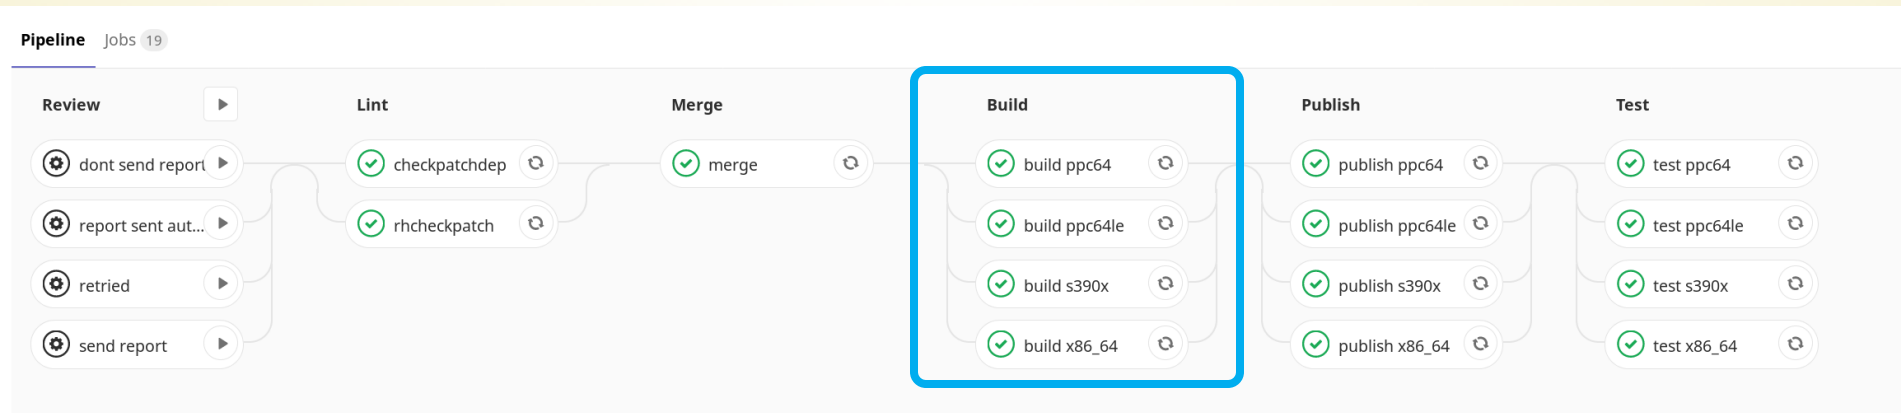 Pipeline Jobs 19
Review Lint Merge Build Publish Test
dont send report checkpatchdep merge build ppc64 publish ppc64 test ppc64
report sent aut... rhcheckpatch build ppc64le publish ppc64le test ppc64le
retried build s390x publish s390x test s390x
send report build x86_64 publish x86_64 test x86_64